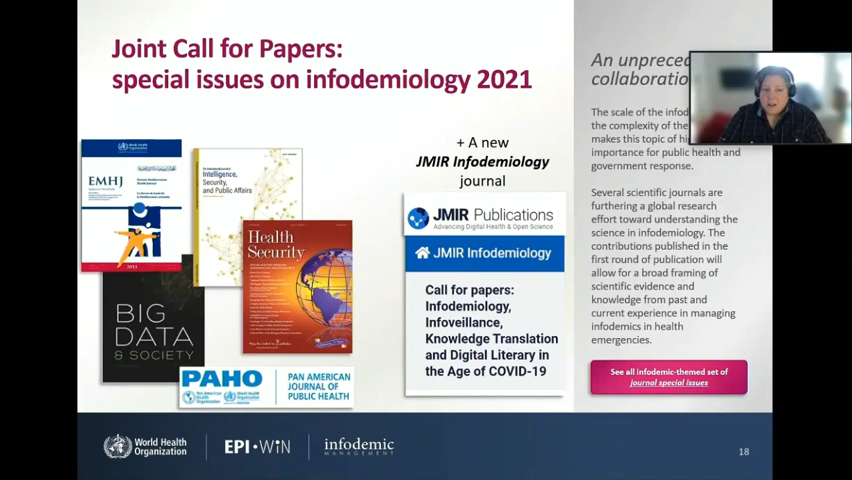 Joint Call for Papers:
special issues on infodemiology 2021
EMHJ
2013
Intelligence,
Security,
and Public Affairs
Health
Security
BIG
DATA
& SOCIETY
PAHO
PAN AMERICAN
JOURNAL OF
PUBLIC HEALTH
+ A new
JMIR Infodemiology
journal
JMIR Publications
Advancing Digital Health & Open Science
JMIR Infodemiology
Call for papers:
Infodemiology,
Infoveillance,
Knowledge Translation
and Digital Literary in
the Age of COVID-19
An
collaboratio
The scale of the
the complexity of the
makes this topic of
importance for public health and
government response.
Several scientific journals are
furthering a global research
effort toward understanding the
science in infodemiology. The
contributions published in the
first round of publication will
allow for a broad framing of
scientific evidence and
knowledge from past and
current experience in managing
infodemics in health
emergencies.
See all infodemic-themed set of
journal special issues
World Health
Organization
EPI•WiN
infodemic
MANAGEMENT
18